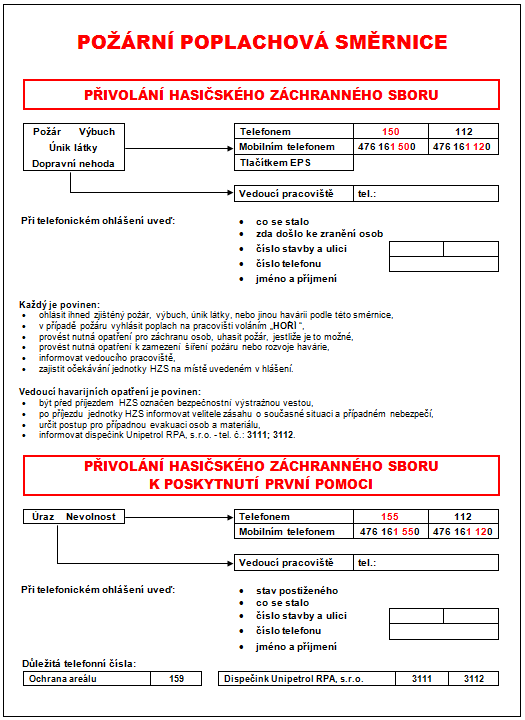 POŽÁRNÍ POPLACHOVÁ SMĚRNICE
PŘIVOLÁNÍ HASIČSKÉHO ZÁCHRANNÉHO SBORU
Požár Výbuch
Únik látky
Dopravní nehoda
Telefonem 150 112
Mobilním telefonem 476 161 500 476 161 120
Tlačítkem EPS
Vedoucí pracoviště tel.:
Při telefonickém ohlášení uveď:
• co se stalo
• zda došlo ke zranění osob
• číslo stavby a ulici
• číslo telefonu
• jméno a příjmení
Každý je povinen:
• ohlásit ihned zjištěný požár, výbuch, únik látky, nebo jinou havárii podle této směrnice,
• v případě požáru vyhlásit poplach na pracovišti voláním „HOŘÍ “,
• provést nutná opatření pro záchranu osob, uhasit požár, jestliže je to možné,
• provést nutná opatření k zamezení šíření požáru nebo rozvoje havárie,
• informovat vedoucího pracoviště,
• zajistit očekávání jednotky HZS na místě uvedeném v hlášení.
Vedoucí havarijních opatření je povinen:
• být před příjezdem HZS označen bezpečnostní výstražnou vestou,
• po příjezdu jednotky HZS informovat velitele zásahu o současné situaci a případném nebezpečí,
• určit postup pro případnou evakuaci osob a materiálu,
• informovat dispečink Unipetrol RPA, s.r.o. - tel. č.: 3111; 3112.
PŘIVOLÁNÍ HASIČSKÉHO ZÁCHRANNÉHO SBORU
K POSKYTNUTÍ PRVNÍ POMOCI
Úraz Nevolnost
Telefonem 155 112
Mobilním telefonem 476 161 550 476 161 120
Vedoucí pracoviště tel.:
Při telefonickém ohlášení uveď:
• stav postiženého
• co se stalo
• číslo stavby a ulici
• číslo telefonu
• jméno a příjmení
Důležitá telefonní čísla:
Ochrana areálu 159 Dispečink Unipetrol RPA, s.r.o. 3111 3112